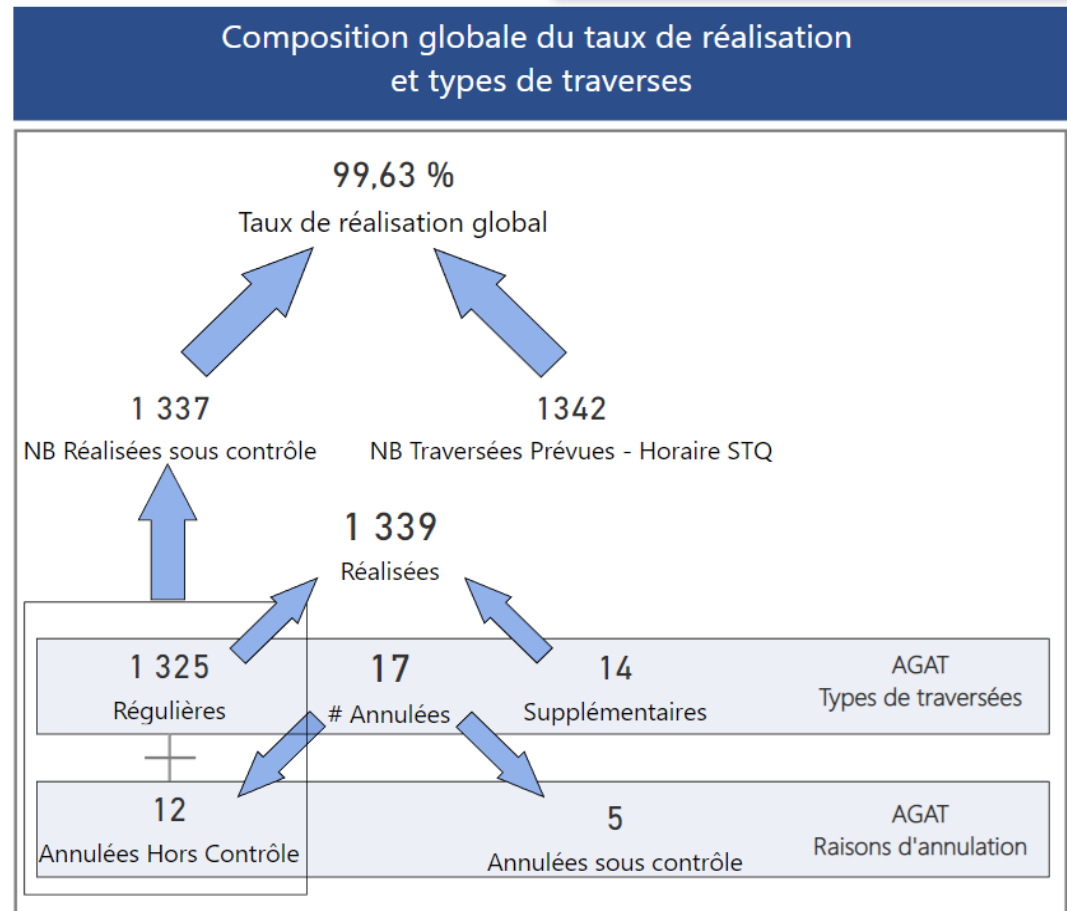 Composition globale du taux de réalisation
et types de traverses
99,63 %
Taux de réalisation global
1 337
NB Réalisées sous contrôle
1342
NB Traversées Prévues - Horaire STQ
1 339
Réalisées
1 325
Régulières
17
# Annulées
14
Supplémentaires
AGAT
Types de traversées
12
Annulées Hors Contrôle
5
Annulées sous contrôle
AGAT
Raisons d'annulation